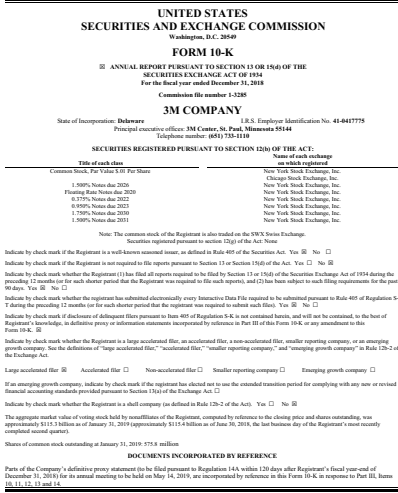 UNITED STATES
SECURITIES AND EXCHANGE COMMISSION
Washington, D.C. 20549
FORM 10-K
☒ ANNUAL REPORT PURSUANT TO SECTION 13 OR 15(d) OF THE
SECURITIES EXCHANGE ACT OF 1934
For the fiscal year ended December 31, 2018
Commission file number 1-3285
3M COMPANY
State of Incorporation: Delaware I.R.S. Employer Identification No. 41-0417775
Principal executive offices: 3M Center, St. Paul, Minnesota 55144
Telephone number: (651) 733-1110
SECURITIES REGISTERED PURSUANT TO SECTION 12(b) OF THE ACT:
Name of each exchange
Title of each class on which registered
Common Stock, Par Value $.01 Per Share New York Stock Exchange, Inc.
Chicago Stock Exchange, Inc.
1.500% Notes due 2026 New York Stock Exchange, Inc.
Floating Rate Notes due 2020 New York Stock Exchange, Inc.
0.375% Notes due 2022 New York Stock Exchange, Inc.
0.950% Notes due 2023 New York Stock Exchange, Inc.
1.750% Notes due 2030 New York Stock Exchange, Inc.
1.500% Notes due 2031 New York Stock Exchange, Inc.
Note: The common stock of the Registrant is also traded on the SWX Swiss Exchange.
Securities registered pursuant to section 12(g) of the Act: None
Indicate by check mark if the Registrant is a well-known seasoned issuer, as defined in Rule 405 of the Securities Act. Yes ☒ No ☐
Indicate by check mark if the Registrant is not required to file reports pursuant to Section 13 or Section 15(d) of the Act. Yes ☐ No ☒
Indicate by check mark whether the Registrant (1) has filed all reports required to be filed by Section 13 or 15(d) of the Securities Exchange Act of 1934 during the
preceding 12 months (or for such shorter period that the Registrant was required to file such reports), and (2) has been subject to such filing requirements for the past
90 days. Yes ☒ No ☐
Indicate by check mark whether the registrant has submitted electronically every Interactive Data File required to be submitted pursuant to Rule 405 of Regulation S-
T during the preceding 12 months (or for such shorter period that the registrant was required to submit such files). Yes ☒ No ☐
Indicate by check mark if disclosure of delinquent filers pursuant to Item 405 of Regulation S-K is not contained herein, and will not be contained, to the best of
Registrant's knowledge, in definitive proxy or information statements incorporated by reference in Part III of this Form 10-K or any amendment to this
Form 10-K. ☒
Indicate by check mark whether the Registrant is a large accelerated filer, an accelerated filer, a non-accelerated filer, smaller reporting company, or an emerging
growth company. See the definitions of "large accelerated filer," "accelerated filer," "smaller reporting company," and "emerging growth company" in Rule 12b-2 of
the Exchange Act.
Large accelerated filer ☒ Accelerated filer ☐ Non-accelerated filer ☐ Smaller reporting company ☐ Emerging growth company ☐
If an emerging growth company, indicate by check mark if the registrant has elected not to use the extended transition period for complying with any new or revised
financial accounting standards provided pursuant to Section 13(a) of the Exchange Act. ☐
Indicate by check mark whether the Registrant is a shell company (as defined in Rule 12b-2 of the Act). Yes ☐ No ☒
The aggregate market value of voting stock held by nonaffiliates of the Registrant, computed by reference to the closing price and shares outstanding, was
approximately $115.3 billion as of January 31, 2019 (approximately $115.4 billion as of June 30, 2018, the last business day of the Registrant's most recently
completed second quarter).
Shares of common stock outstanding at January 31, 2019: 575.8 million
DOCUMENTS INCORPORATED BY REFERENCE
Parts of the Company's definitive proxy statement (to be filed pursuant to Regulation 14A within 120 days after Registrant's fiscal year-end of
December 31, 2018) for its annual meeting to be held on May 14, 2019, are incorporated by reference in this Form 10-K in response to Part III, Items
10, 11, 12, 13 and 14.